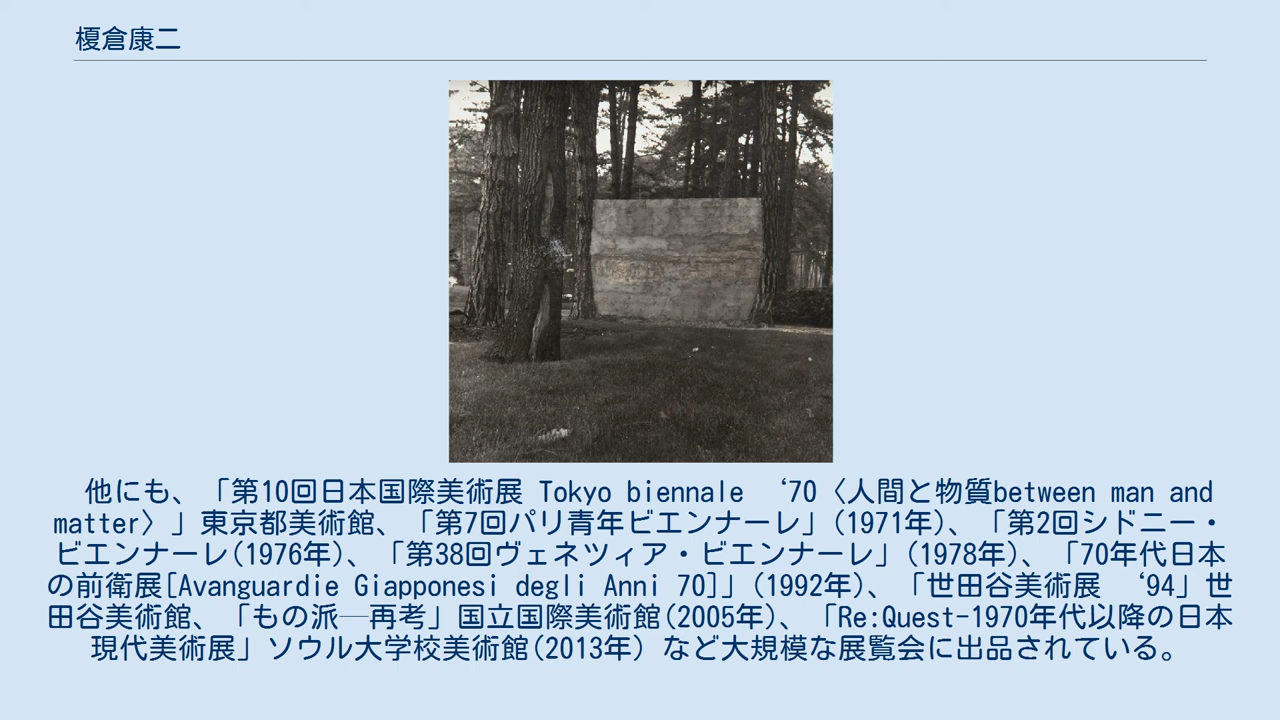 榎倉康二
他にも、「第10回日本国際美術展 Tokyo biennale ‘70〈人間と物質between man and
matter〉」東京都美術館、「第7回パリ青年ビエンナーレ」(1971年)、「第2回シドニー・
ビエンナーレ(1976年)、「第38回ヴェネツィア・ビエンナーレ」(1978年)、「70年代日本
の前衛展[Avanguardie Giapponesi degli Anni 70]」(1992年)、「世田谷美術展 ‘94」世
田谷美術館、「もの派─再考」国立国際美術館(2005年)、「Re:Quest-1970年代以降の日本
現代美術展」ソウル大学校美術館(2013年) など大規模な展覧会に出品されている。